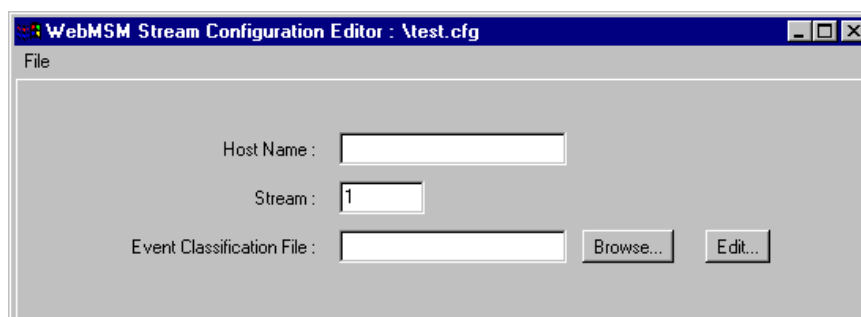 WebMSM Stream Configuration Editor : \test.cfg
File
Host Name :
Stream : 1
Event Classification File : Browse... Edit...